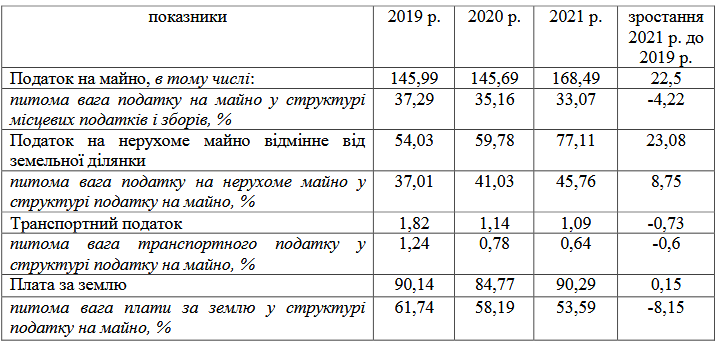 показники 2019 р. 2020 р. 2021 р. зростання
2021 р. до
2019 р.
Податок на майно, в тому числі: 145,99 145,69 168,49 22,5
питома вага податку на майно у структурі 37,29 35,16 33,07 -4,22
місцевих податків і зборів, %
Податок на нерухоме майно відмінне від 54,03 59,78 77,11 23,08
земельної ділянки
питома вага податку на нерухоме майно у 37,01 41,03 45,76 8,75
структурі податку на майно, %
Транспортний податок 1,82 1,14 1,09 -0,73
питома вага транспортного податку у 1,24 0,78 0,64 -0,6
структурі податку на майно, %
Плата за землю 90,14 84,77 90,29 0,15
питома вага плати за землю у структурі 61,74 58,19 53,59 -8,15
податку на майно, %